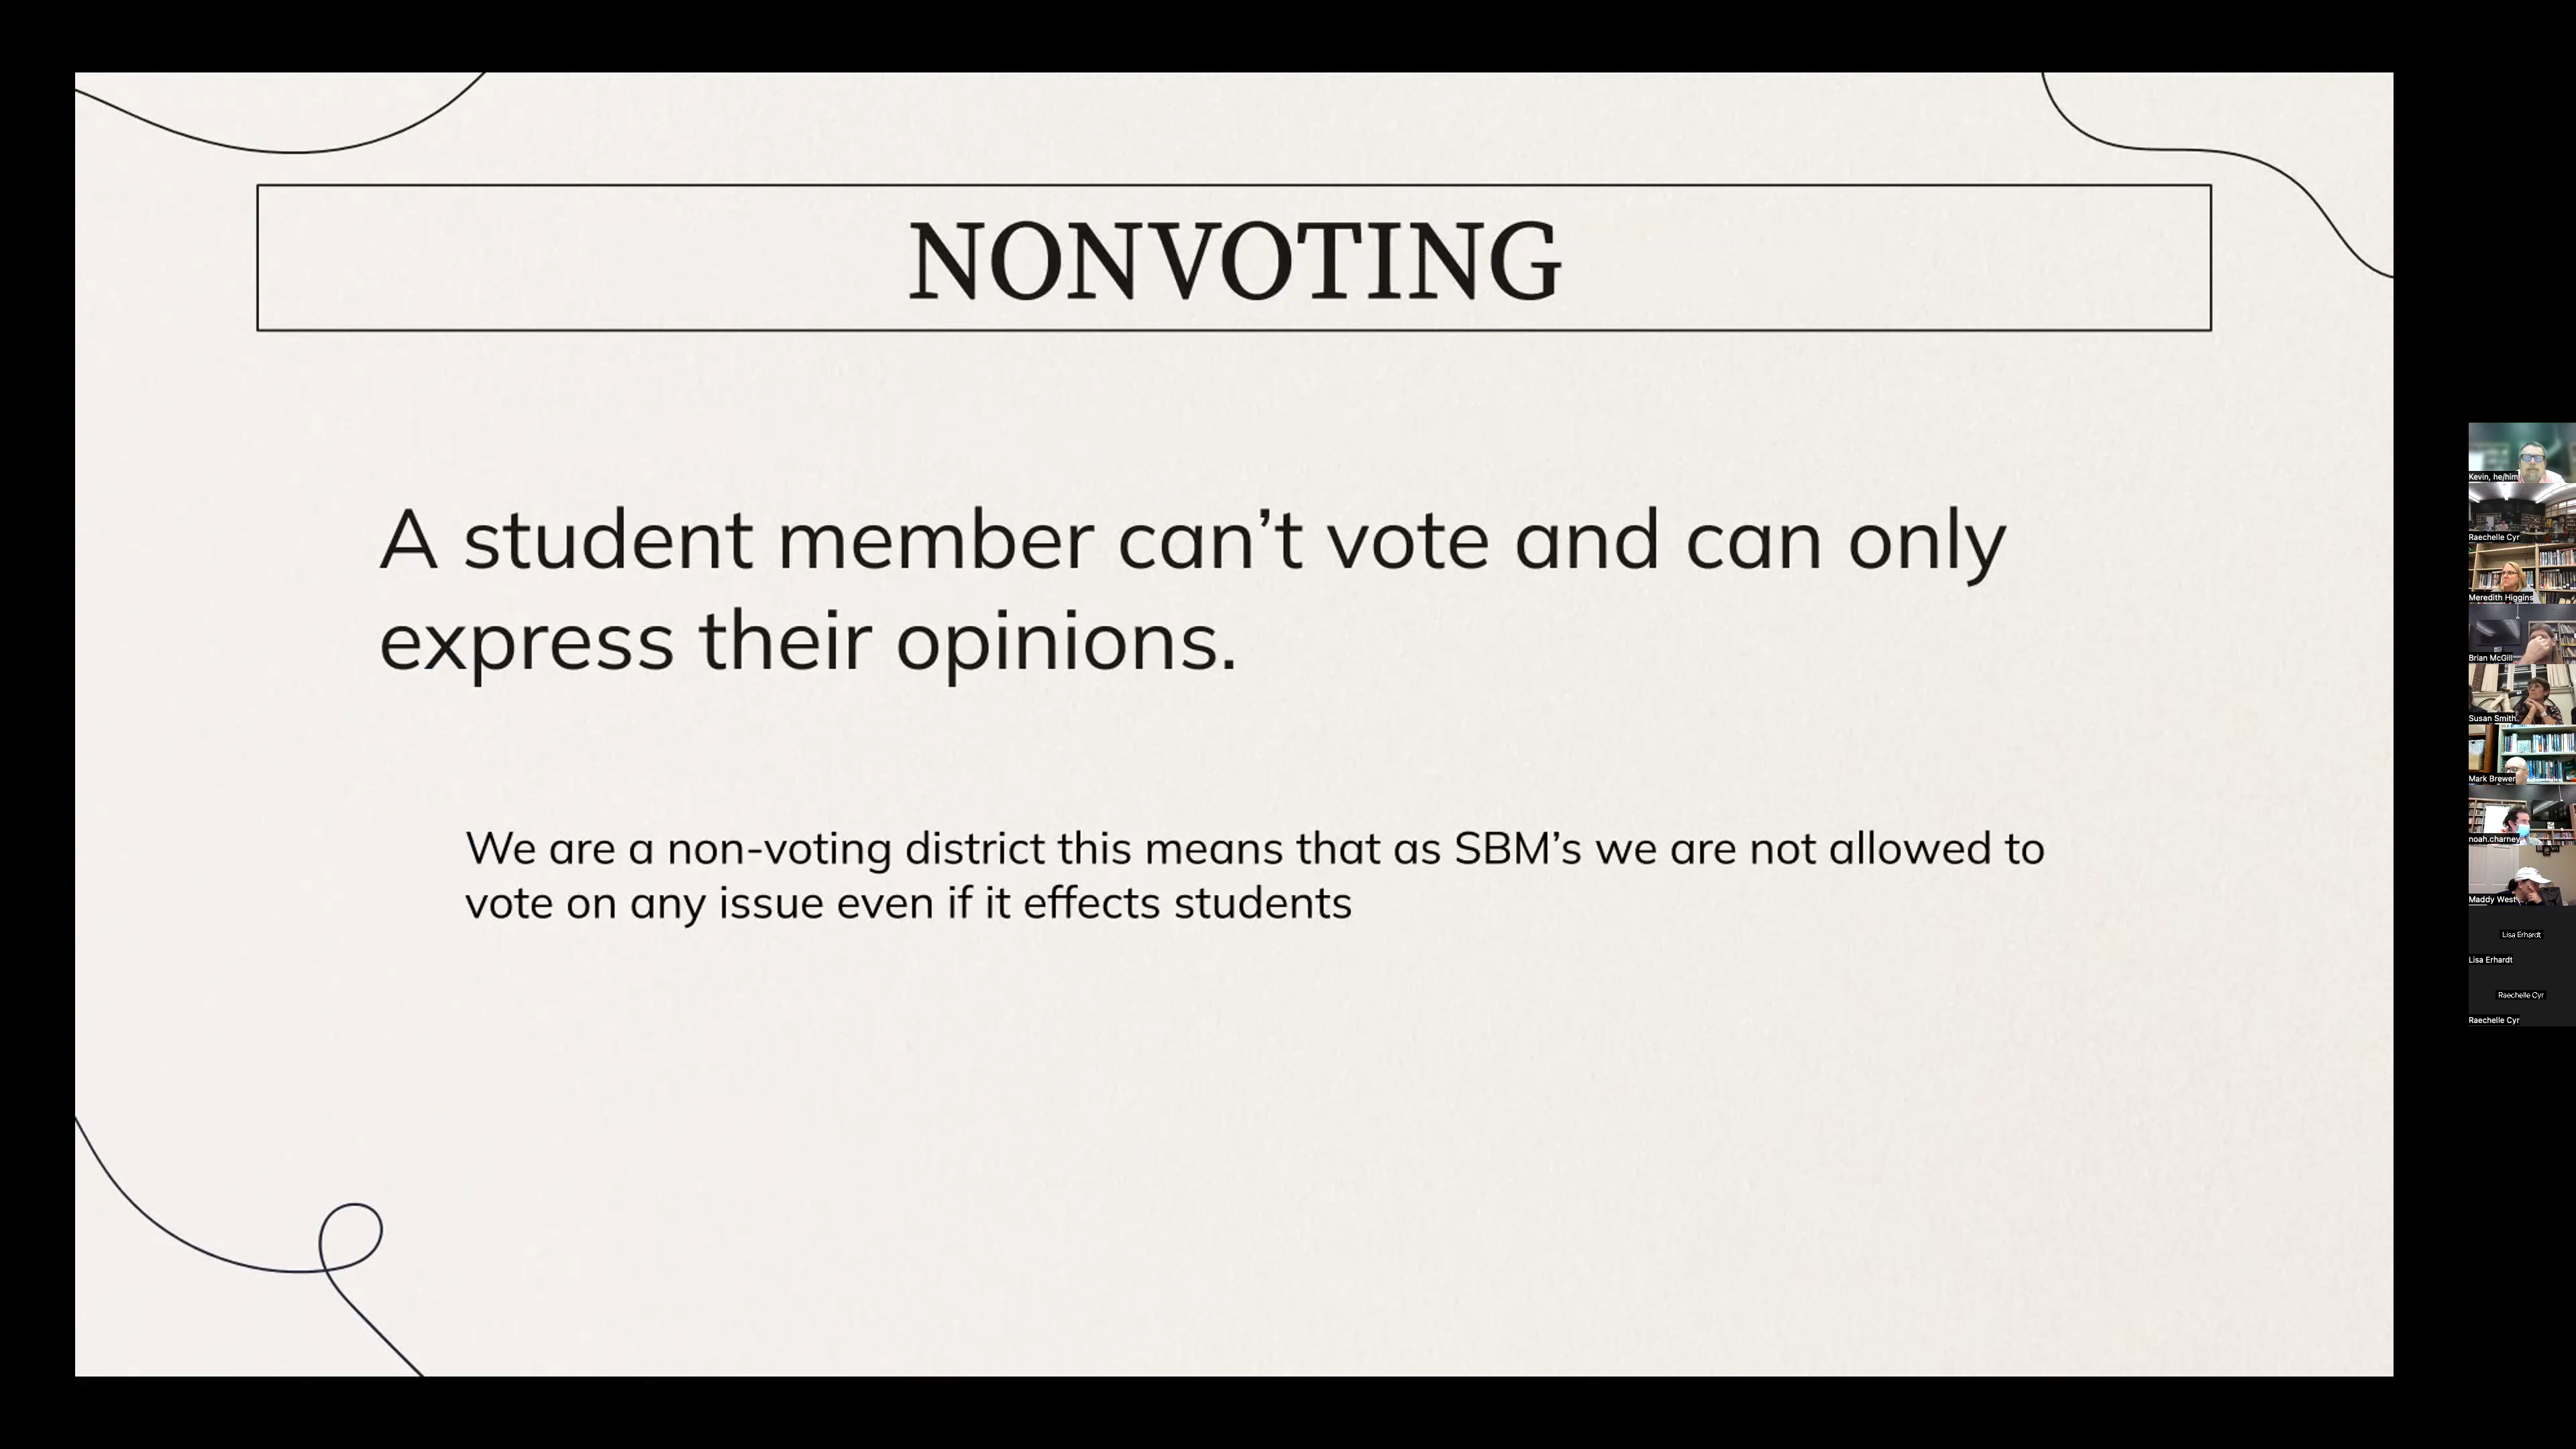 NONVOTING
A student member can’t vote and can only
express their opinions.
We are a non-voting district this means that as SBM’s we are not allowed to
vote on any issue even if it effects students
Kevin, he/him
Raechelle Cyr
Meredith Higgins
Brian McGill
Susan Smith
Mark Brewer
noah.charney
Maddy West
Lisa Erhardt
Lisa Erhardt
Raechelle Cyr
Raechelle Cyr